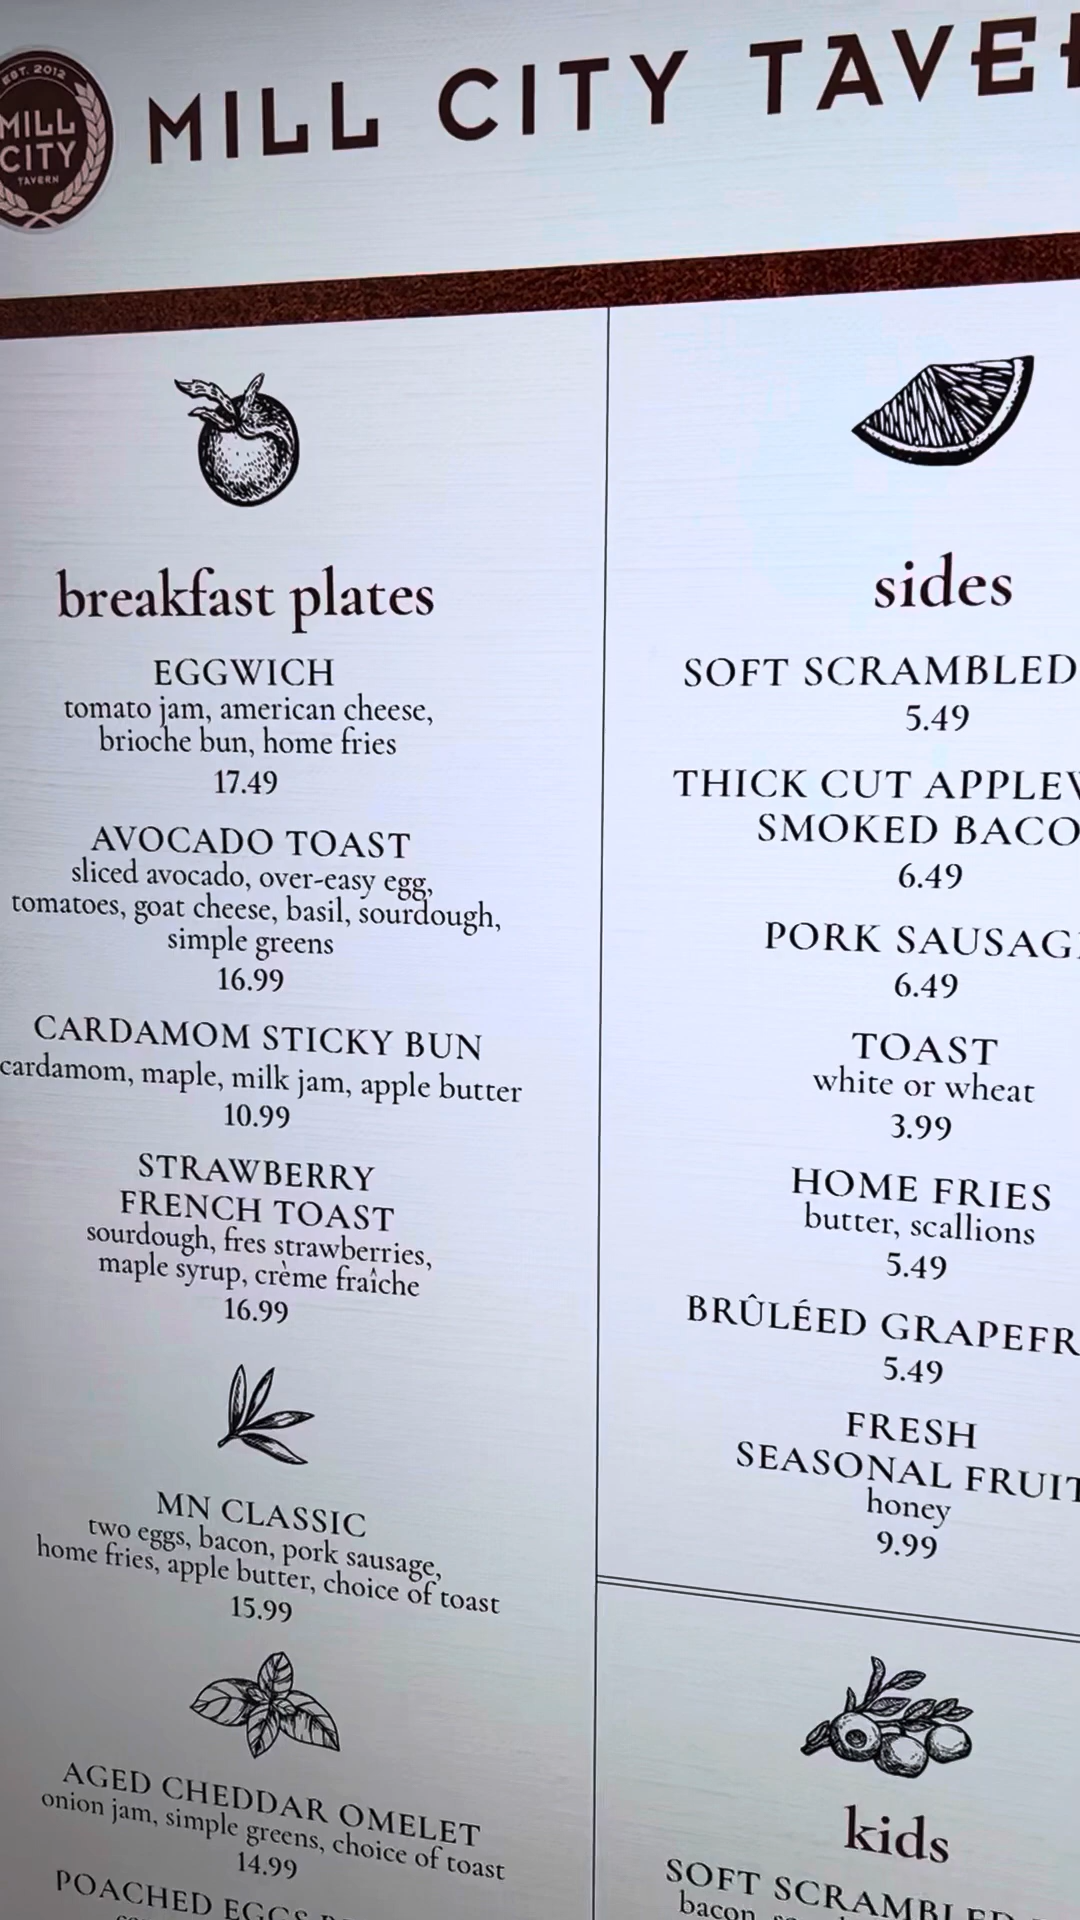 EST. 2012
MILL
CITY
TAVERN
MILL CITY TAVE
breakfast plates
EGGWICH
tomato jam, american cheese,
brioche bun, home fries
17.49
AVOCADO TOAST
sliced avocado, over-easy egg,
tomatoes, goat cheese, basil, sourdough,
simple greens
16.99
CARDAMOM STICKY BUN
cardamom, maple, milk jam, apple butter
10.99
STRAWBERRY
FRENCH TOAST
sourdough, fres strawberries,
maple syrup, crème fraîche
16.99
MN CLASSIC
two eggs, bacon, pork sausage,
home fries, apple butter, choice of toast
15.99
AGED CHEDDAR OMELET
onion jam, simple greens, choice of toast
14.99
POACHED EGGS
sides
SOFT SCRAMBLED
5.49
THICK CUT APPLE
SMOKED BACO
6.49
PORK SAUSAG
6.49
TOAST
white or wheat
3.99
HOME FRIES
butter, scallions
5.49
BRÛLÉED GRAPEFR
5.49
FRESH
SEASONAL FRUIT
honey
9.99
kids
SOFT SCRAMBLED
bacon